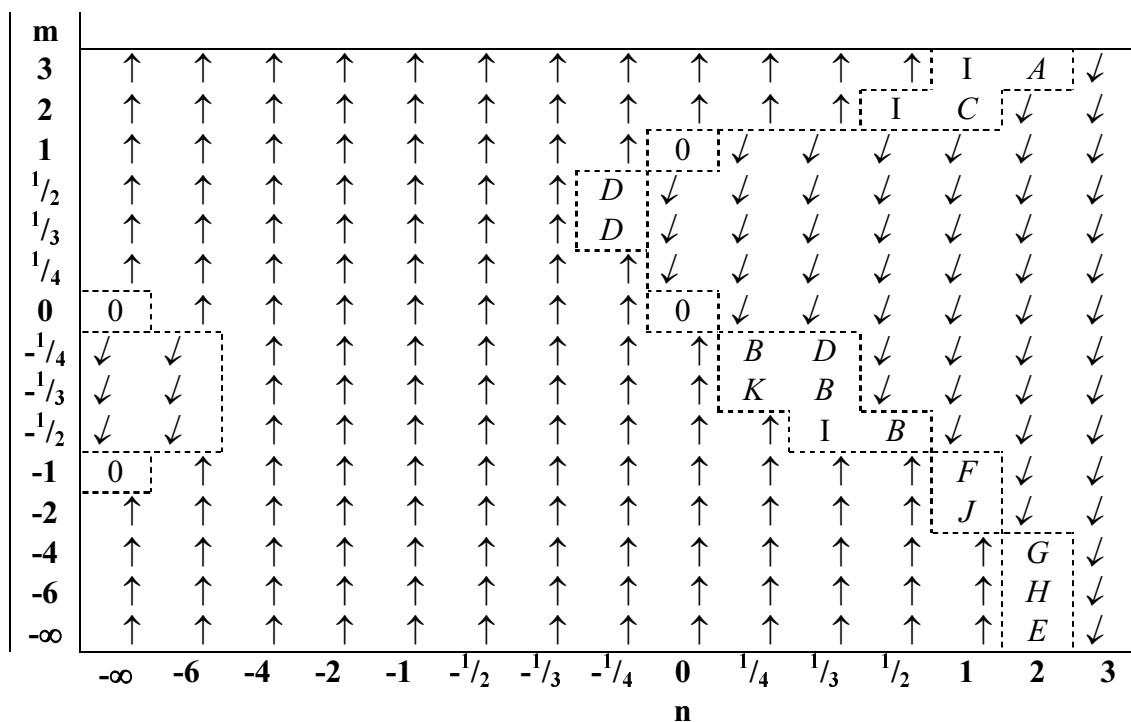 m
3 ↑ ↑ ↑ ↑ ↑ ↑ ↑ ↑ ↑ ↑ ↑ ↑ I A ↙
2 ↑ ↑ ↑ ↑ ↑ ↑ ↑ ↑ ↑ ↑ ↑ I C ↙ ↙
1 ↑ ↑ ↑ ↑ ↑ ↑ ↑ ↑ 0 ↙ ↙ ↙ ↙ ↙ ↙
1/2 ↑ ↑ ↑ ↑ ↑ ↑ ↑ D ↙ ↙ ↙ ↙ ↙ ↙ ↙
1/3 ↑ ↑ ↑ ↑ ↑ ↑ ↑ D ↙ ↙ ↙ ↙ ↙ ↙ ↙
1/4 ↑ ↑ ↑ ↑ ↑ ↑ ↑ ↑ ↙ ↙ ↙ ↙ ↙ ↙ ↙
0 0 ↑ ↑ ↑ ↑ ↑ ↑ ↑ 0 ↙ ↙ ↙ ↙ ↙ ↙
-1/4 ↙ ↙ ↑ ↑ ↑ ↑ ↑ ↑ ↑ B D ↙ ↙ ↙ ↙
-1/3 ↙ ↙ ↑ ↑ ↑ ↑ ↑ ↑ ↑ K B ↙ ↙ ↙ ↙
-1/2 ↙ ↙ ↑ ↑ ↑ ↑ ↑ ↑ ↑ ↑ I B ↙ ↙ ↙
-1 0 ↑ ↑ ↑ ↑ ↑ ↑ ↑ ↑ ↑ ↑ ↑ F ↙ ↙
-2 ↑ ↑ ↑ ↑ ↑ ↑ ↑ ↑ ↑ ↑ ↑ ↑ J ↙ ↙
-4 ↑ ↑ ↑ ↑ ↑ ↑ ↑ ↑ ↑ ↑ ↑ ↑ ↑ G ↙
-6 ↑ ↑ ↑ ↑ ↑ ↑ ↑ ↑ ↑ ↑ ↑ ↑ ↑ H ↙
-∞ ↑ ↑ ↑ ↑ ↑ ↑ ↑ ↑ ↑ ↑ ↑ ↑ ↑ E ↙
-∞ -6 -4 -2 -1 -1/2 -1/3 -1/4 0 1/4 1/3 1/2 1 2 3
n